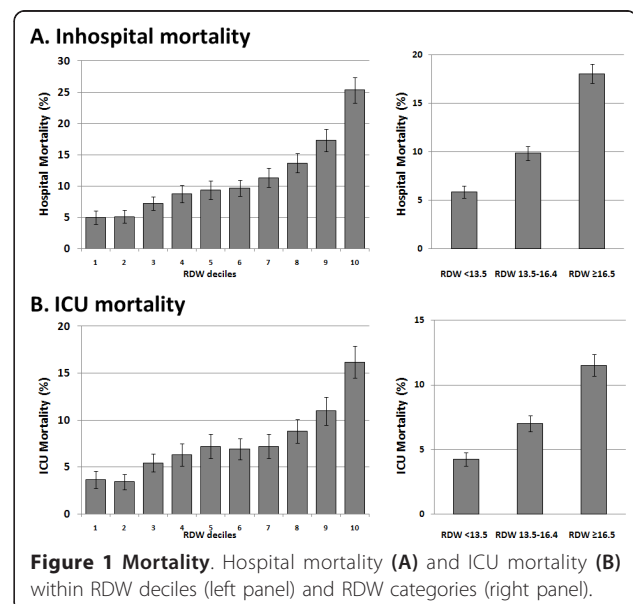 A. Inhospital mortality
Hospital Mortality (%)
30
25
20
15
10
5
0
1 2 3 4 5 6 7 8 9 10
RDW deciles
Hospital Mortality (%)
20
15
10
5
0
RDW <13.5 RDW 13.5-16.4 RDW ≥16.5
B. ICU mortality
ICU Mortality (%)
20
15
10
5
0
1 2 3 4 5 6 7 8 9 10
RDW deciles
ICU Mortality (%)
15
10
5
0
RDW <13.5 RDW 13.5-16.4 RDW ≥16.5
Figure 1 Mortality. Hospital mortality (A) and ICU mortality (B)
within RDW deciles (left panel) and RDW categories (right panel).